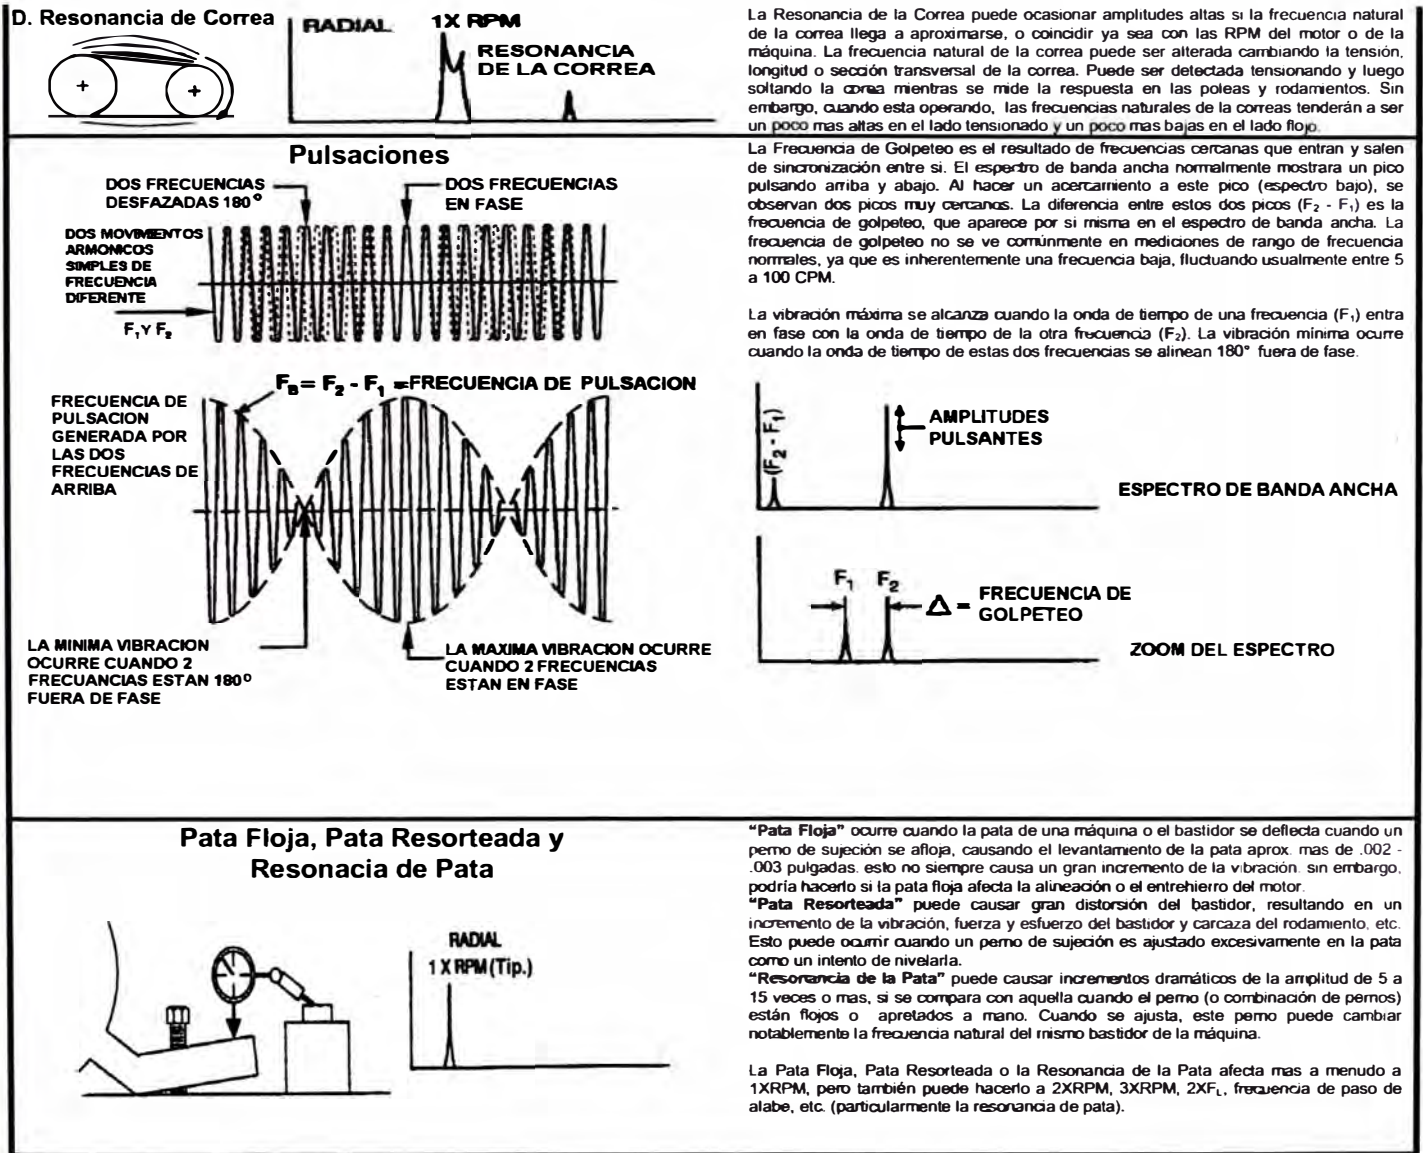 D. Resonancia de Correa
RADIAL
1X RPM
RESONANCIA
DE LA CORREA
La Resonancia de la Correa puede ocasionar amplitudes altas si la frecuencia natural
de la correa llega a aproximarse, o coincidir ya sea con las RPM del motor o de la
máquina. La frecuencia natural de la correa puede ser alterada cambiando la tensión,
longitud o sección transversal de la correa. Puede ser detectada tensionando y luego
soltando la correa mientras se mide la respuesta en las poleas y rodamientos. Sin
embargo, cuando esta operando, las frecuencias naturales de la correas tenderán a ser
un poco mas altas en el lado tensionado y un poco mas bajas en el lado flojo.
Pulsaciones
DOS FRECUENCIAS
DESFAZADAS 180°
DOS FRECUENCIAS
EN FASE
DOS MOVIMIENTOS
ARMONICOS
SIMPLES DE
FRECUENCIA
DIFERENTE
F₁ Y F₂
F_B = F₂ - F₁ = FRECUENCIA DE PULSACION
FRECUENCIA DE
PULSACION
GENERADA POR
LAS DOS
FRECUENCIAS DE
ARRIBA
LA MINIMA VIBRACION
OCURRE CUANDO 2
FRECUANCIAS ESTAN 180°
FUERA DE FASE
LA MAXIMA VIBRACION OCURRE
CUANDO 2 FRECUENCIAS
ESTAN EN FASE
La Frecuencia de Golpeteo es el resultado de frecuencias cercanas que entran y salen
de sincronización entre si. El espectro de banda ancha normalmente mostrara un pico
pulsando arriba y abajo. Al hacer un acercamiento a este pico (espectro bajo), se
observan dos picos muy cercanos. La diferencia entre estos dos picos (F₂ - F₁) es la
frecuencia de golpeteo, que aparece por si misma en el espectro de banda ancha. La
frecuencia de golpeteo no se ve comúnmente en mediciones de rango de frecuencia
normales, ya que es inherentemente una frecuencia baja, fluctuando usualmente entre 5
a 100 CPM.
La vibración máxima se alcanza cuando la onda de tiempo de una frecuencia (F₁) entra
en fase con la onda de tiempo de la otra frecuencia (F₂). La vibración mínima ocurre
cuando la onda de tiempo de estas dos frecuencias se alinean 180° fuera de fase.
(F₂ - F₁)
AMPLITUDES
PULSANTES
ESPECTRO DE BANDA ANCHA
F₁ F₂
Δ = FRECUENCIA DE
GOLPETEO
ZOOM DEL ESPECTRO
Pata Floja, Pata Resorteada y
Resonacia de Pata
RADIAL
1 X RPM (Tip.)
"Pata Floja" ocurre cuando la pata de una máquina o el bastidor se deflecta cuando un
perno de sujeción se afloja, causando el levantamiento de la pata aprox. mas de .002 -
.003 pulgadas. esto no siempre causa un gran incremento de la vibración. sin embargo,
podría hacerlo si la pata floja afecta la alineación o el entrehierro del motor.
"Pata Resorteada" puede causar gran distorsión del bastidor, resultando en un
incremento de la vibración, fuerza y esfuerzo del bastidor y carcaza del rodamiento, etc.
Esto puede ocurrir cuando un perno de sujeción es ajustado excesivamente en la pata
como un intento de nivelarla.
"Resonancia de la Pata" puede causar incrementos dramáticos de la amplitud de 5 a
15 veces o mas, si se compara con aquella cuando el perno (o combinación de pernos)
están flojos o apretados a mano. Cuando se ajusta, este perno puede cambiar
notablemente la frecuencia natural del mismo bastidor de la máquina.
La Pata Floja, Pata Resorteada o la Resonancia de la Pata afecta mas a menudo a
1XRPM, pero también puede hacerlo a 2XRPM, 3XRPM, 2XF_L, frecuencia de paso de
alabe, etc. (particularmente la resonancia de pata).